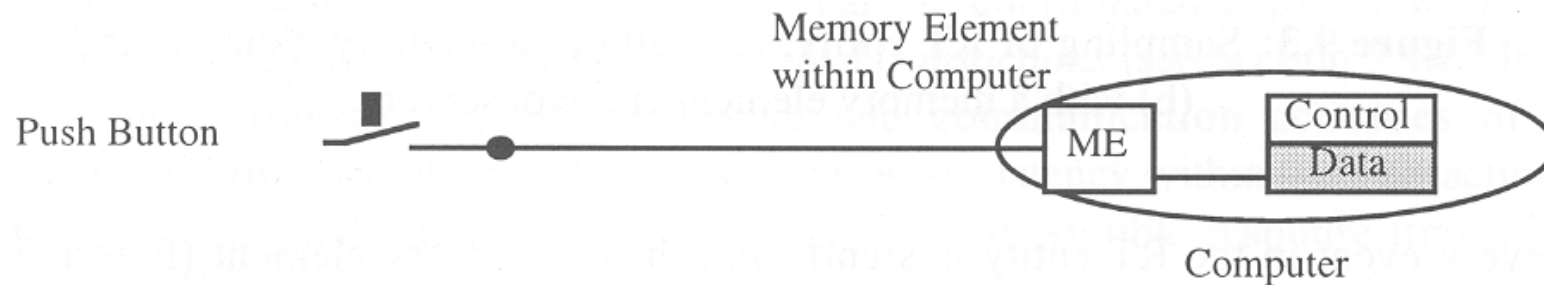 Memory Element
within Computer
Push Button
ME
Control
Data
Computer